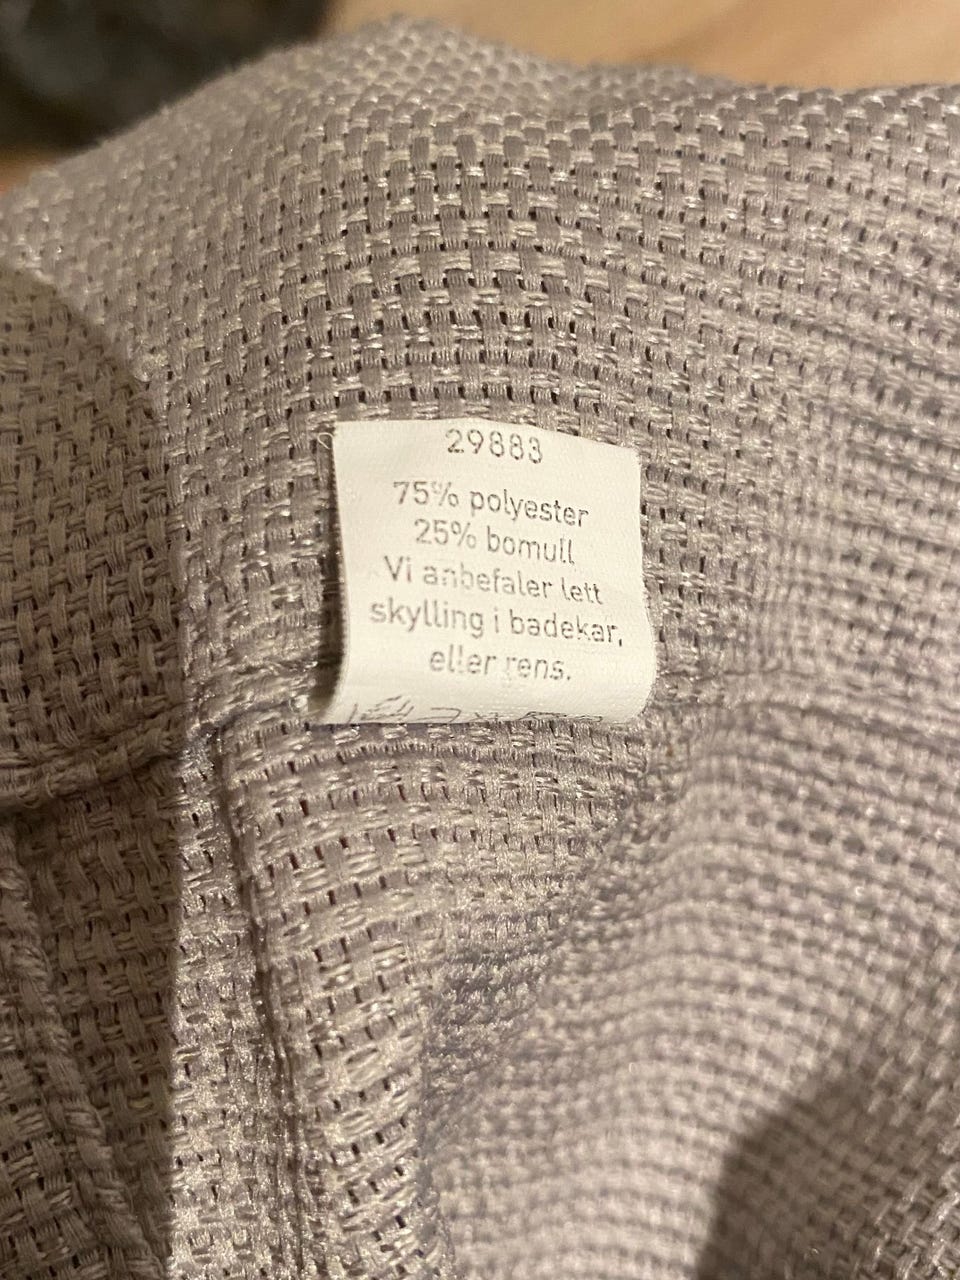 29883
75% polyester
25% bomull
Vi anbefaler lett
skylling i badekar,
eller rens.